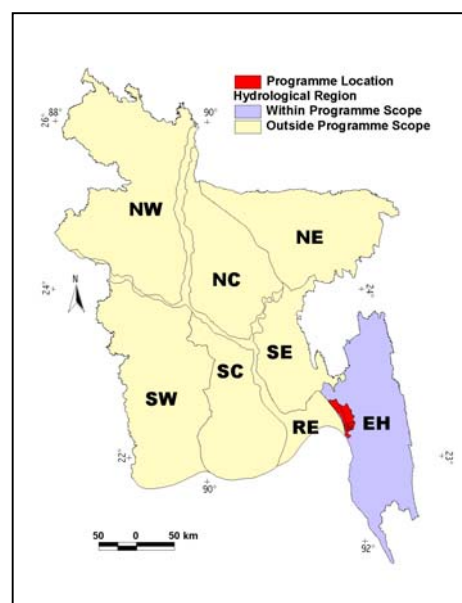 Programme Location
Hydrological Region
Within Programme Scope
Outside Programme Scope
26°
88°
90°
NW
NE
NC
24°
N
24°
SE
SW
SC
RE
EH
22°
23°
90°
50 0 50 km
92°